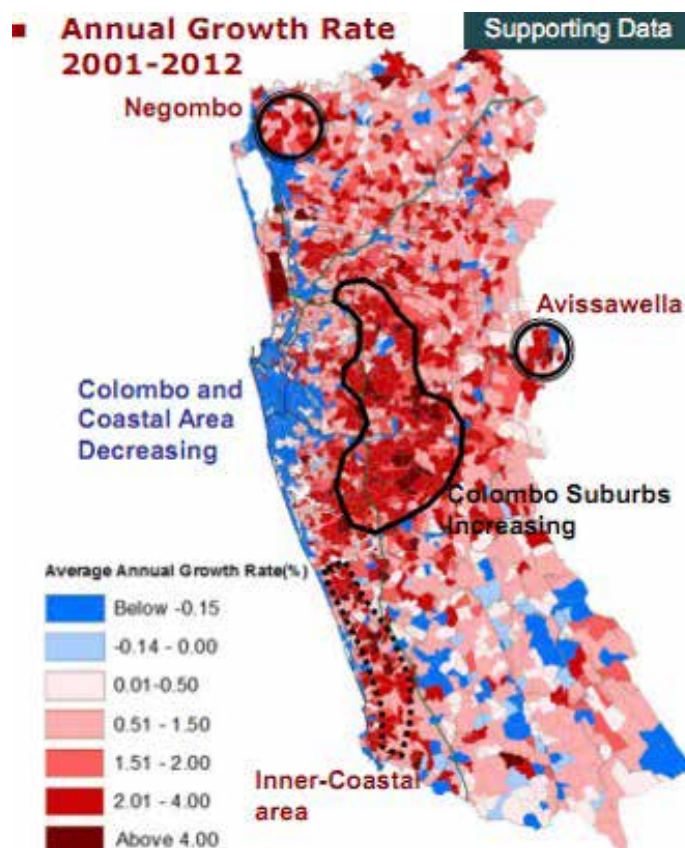 Annual Growth Rate
2001-2012
Supporting Data
Negombo
Avissawella
Colombo and
Coastal Area
Decreasing
Colombo Suburbs
Increasing
Average Annual Growth Rate(%)
Below -0.15
-0.14 - 0.00
0.01-0.50
0.51 - 1.50
1.51 - 2.00
2.01 - 4.00
Above 4.00
Inner-Coastal
area